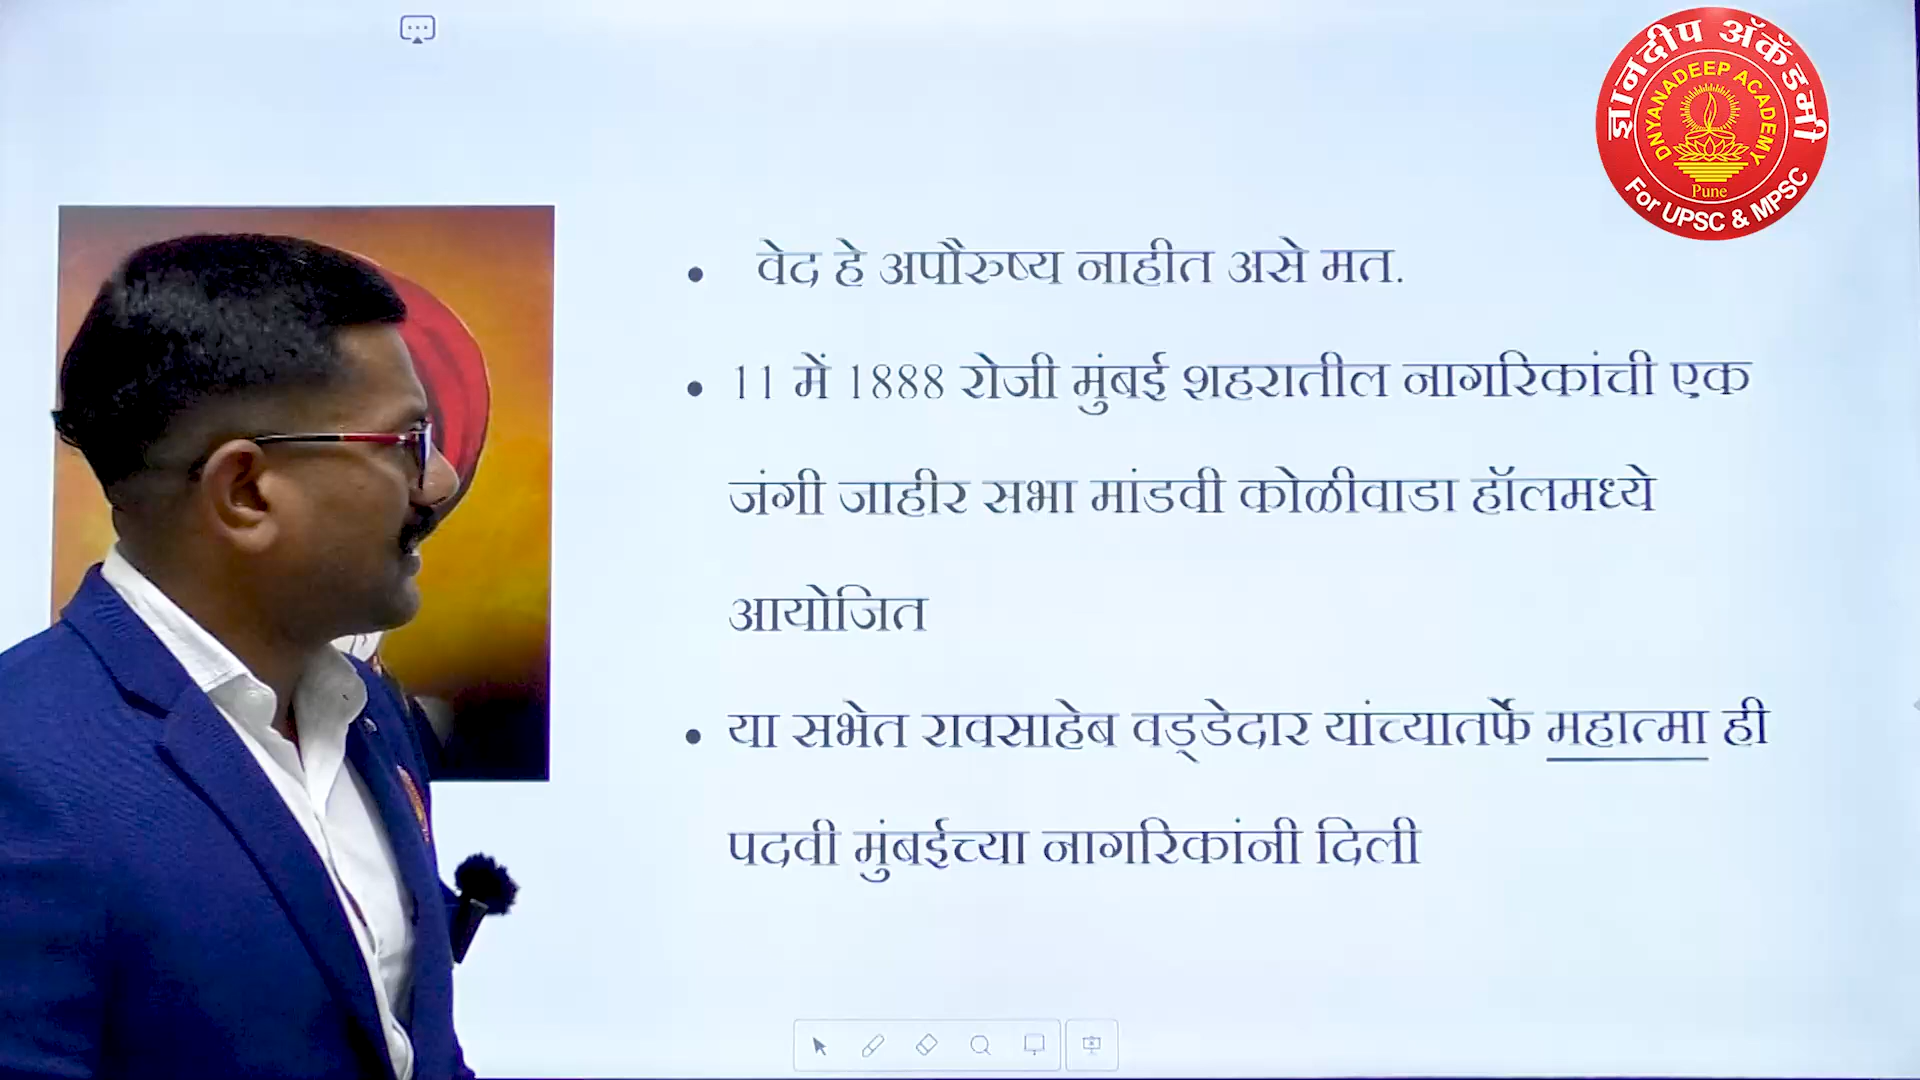 ज्ञानदीप ॲकॅडमी
DNYANADEEP ACADEMY
Pune
For UPSC & MPSC
• वेद हे अपौरुष्य नाहीत असे मत.
• 11 में 1888 रोजी मुंबई शहरातील नागरिकांची एक
जंगी जाहीर सभा मांडवी कोळीवाडा हॉलमध्ये
आयोजित
• या सभेत रावसाहेब वड्डेदार यांच्यातर्फे महात्मा ही
पदवी मुंबईच्या नागरिकांनी दिली